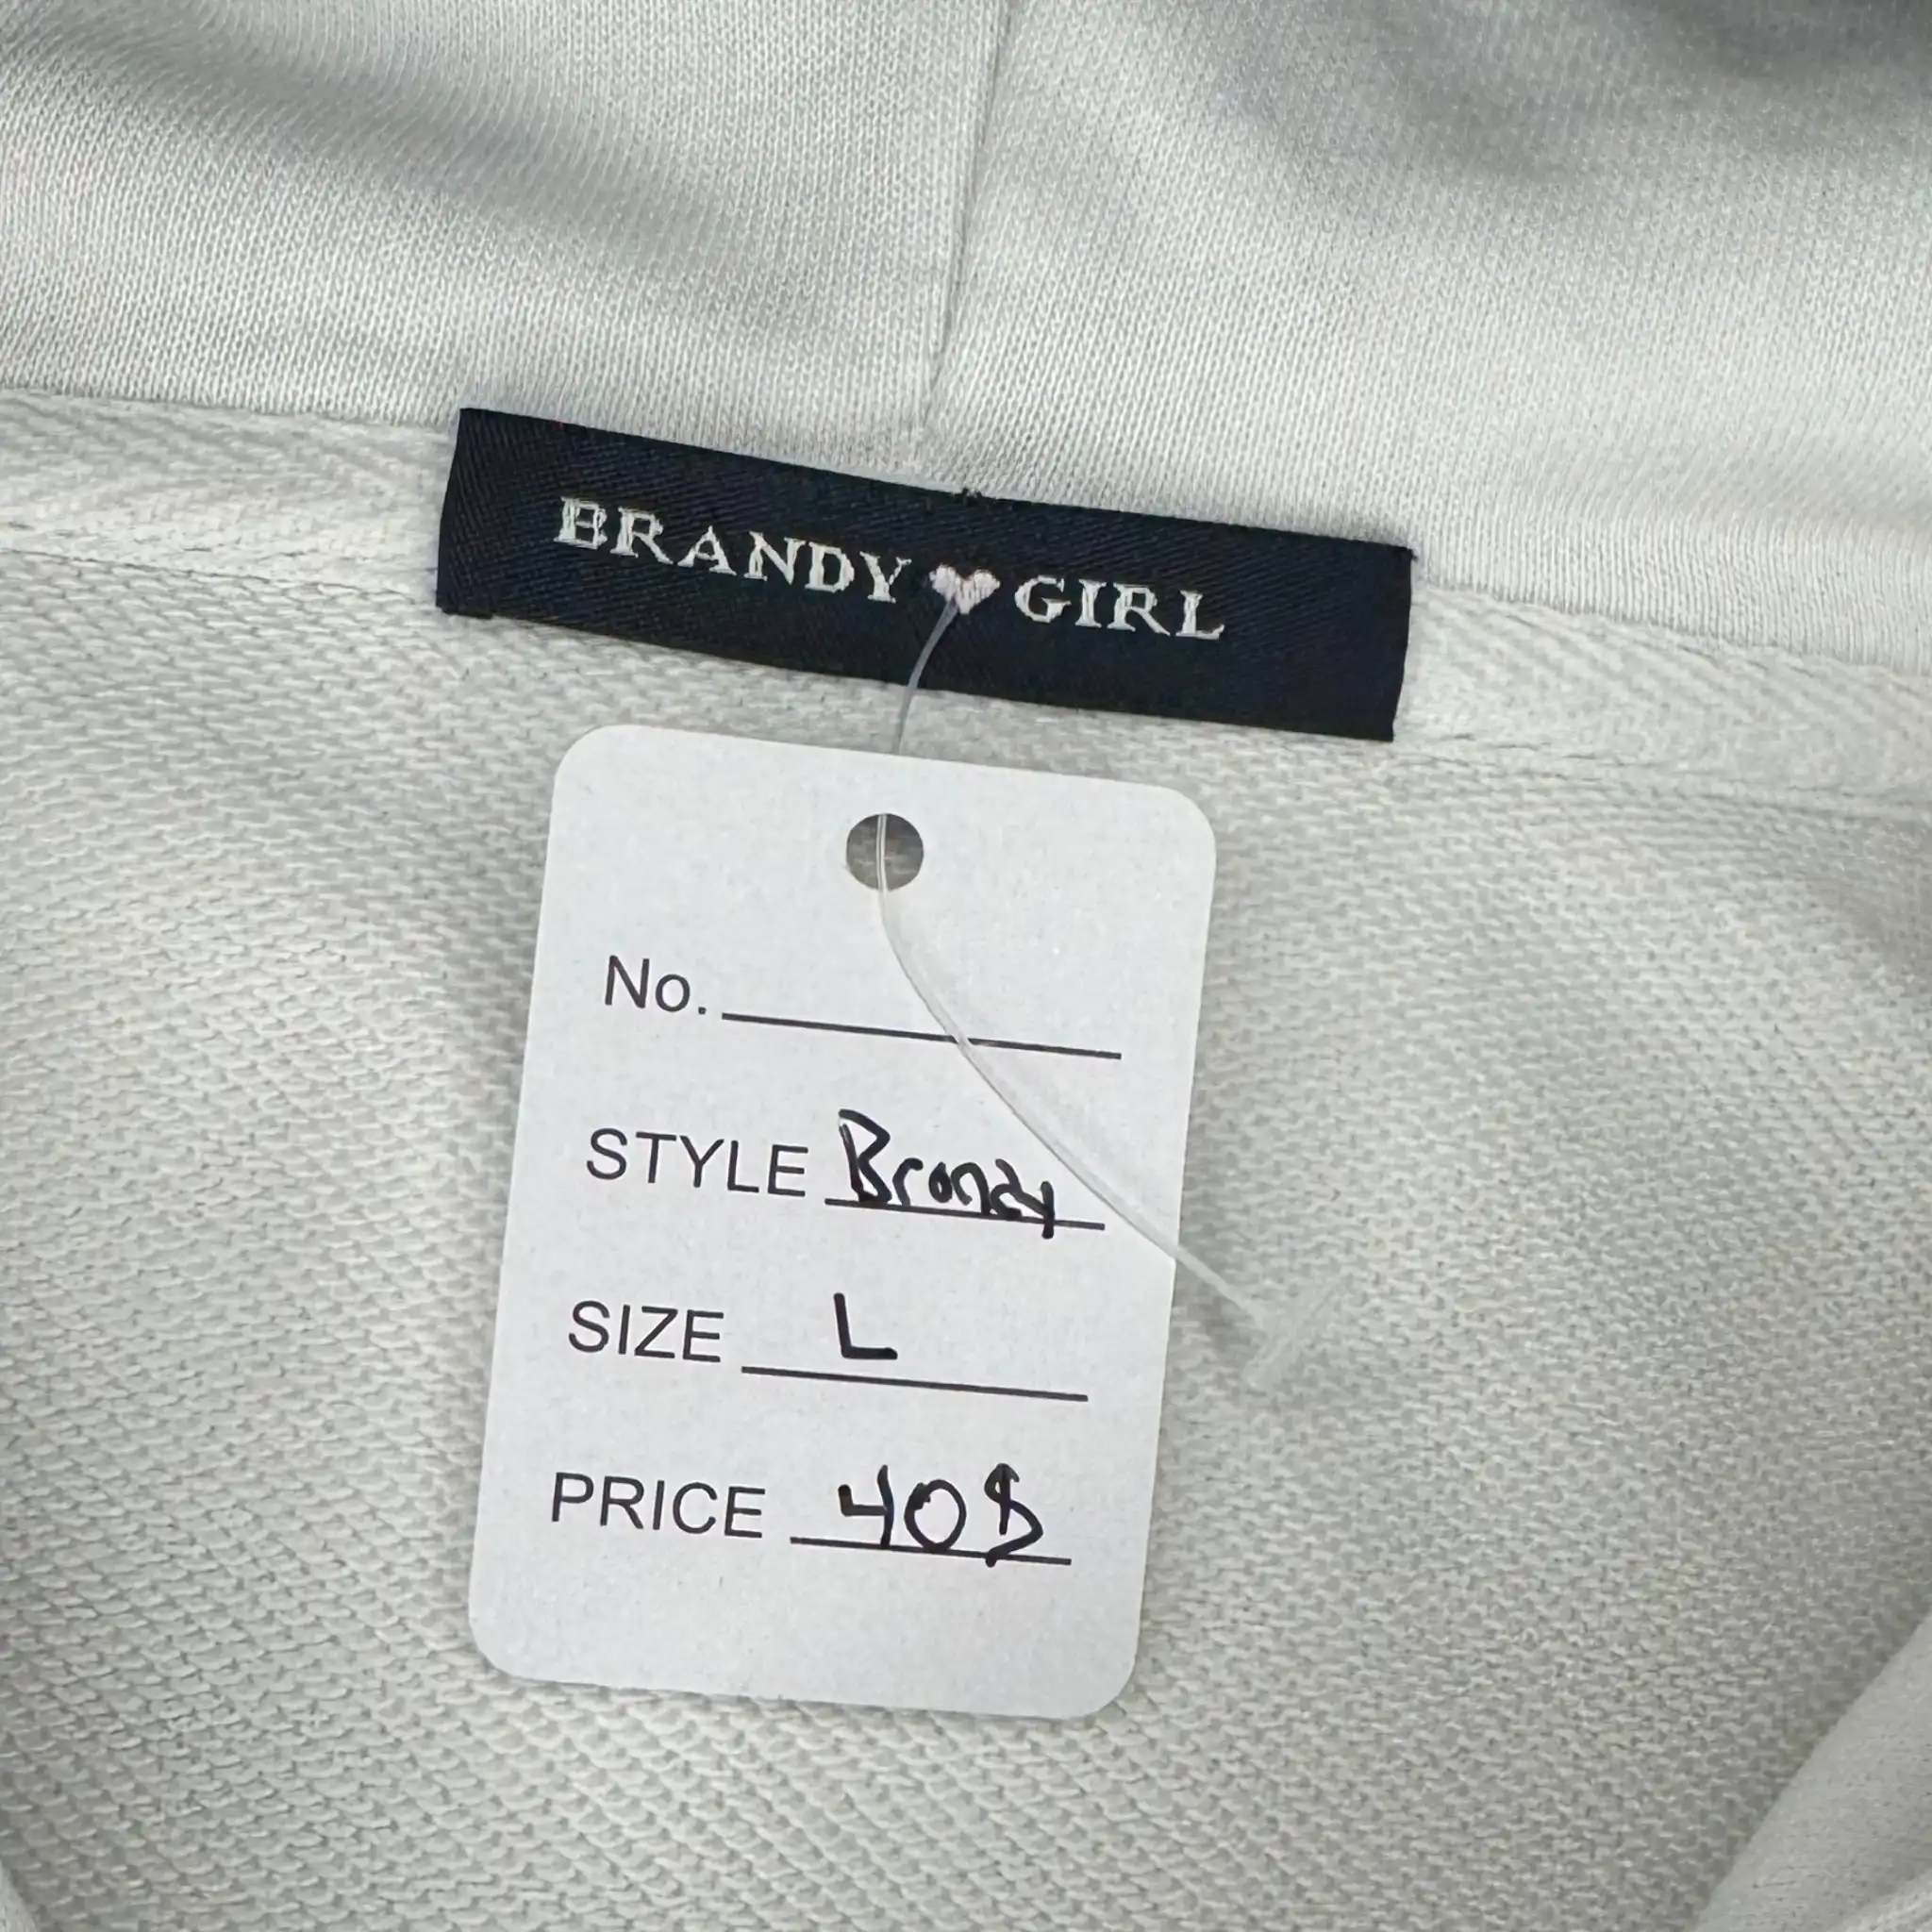 BRANDY ♥ GIRL
No.
STYLE Brandy
SIZE L
PRICE 40$